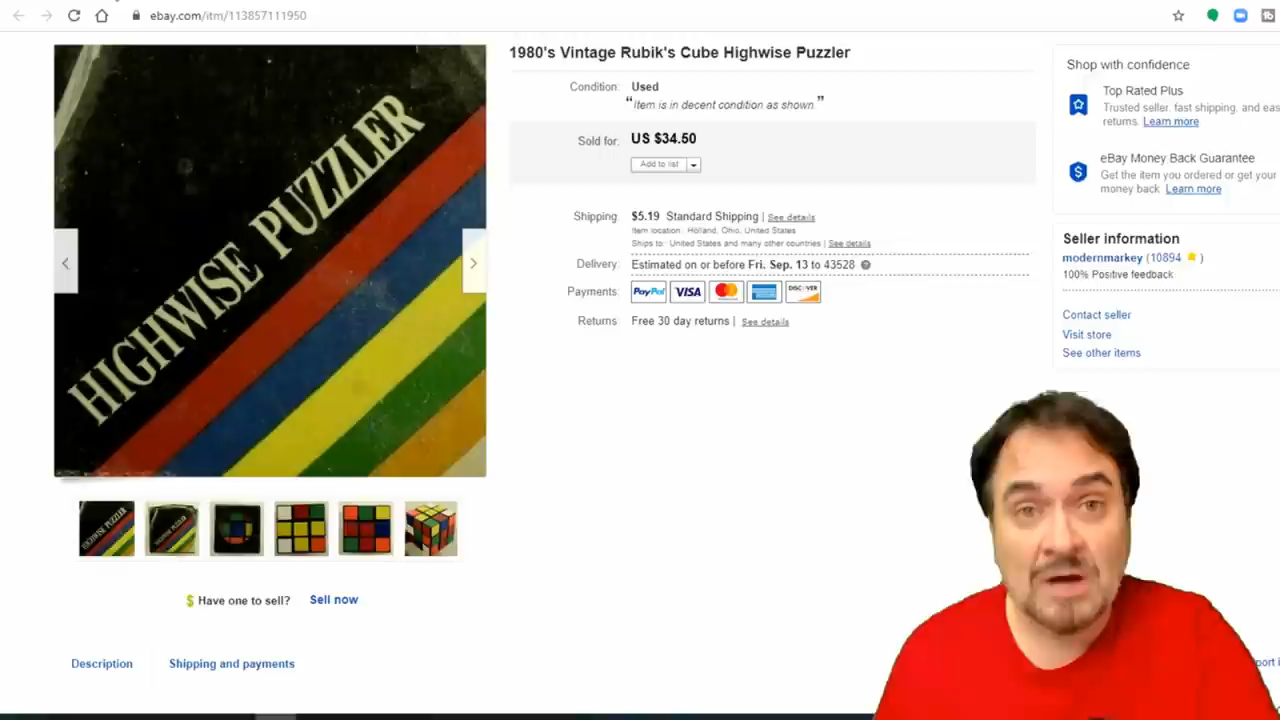 ebay.com/itm/113857111950
HIGHWISE PUZZLER
1980's Vintage Rubik's Cube Highwise Puzzler
Condition: Used
“Item is in decent condition as shown.”
Sold for: US $34.50
Add to list
Shipping: $5.19 Standard Shipping | See details
Item location: Holland, Ohio, United States
Ships to: United States and many other countries | See details
Delivery: Estimated on or before Fri. Sep. 13 to 43528
Payments: PayPal VISA DISCOVER
Returns: Free 30 day returns | See details
Shop with confidence
Top Rated Plus
Trusted seller, fast shipping, and eas
returns. Learn more
eBay Money Back Guarantee
Get the item you ordered or get your
money back. Learn more
Seller information
modernmarkey (10894 )
100% Positive feedback
Contact seller
Visit store
See other items
HIGHWISE PUZZLER
$ Have one to sell? Sell now
Description
Shipping and payments
port i